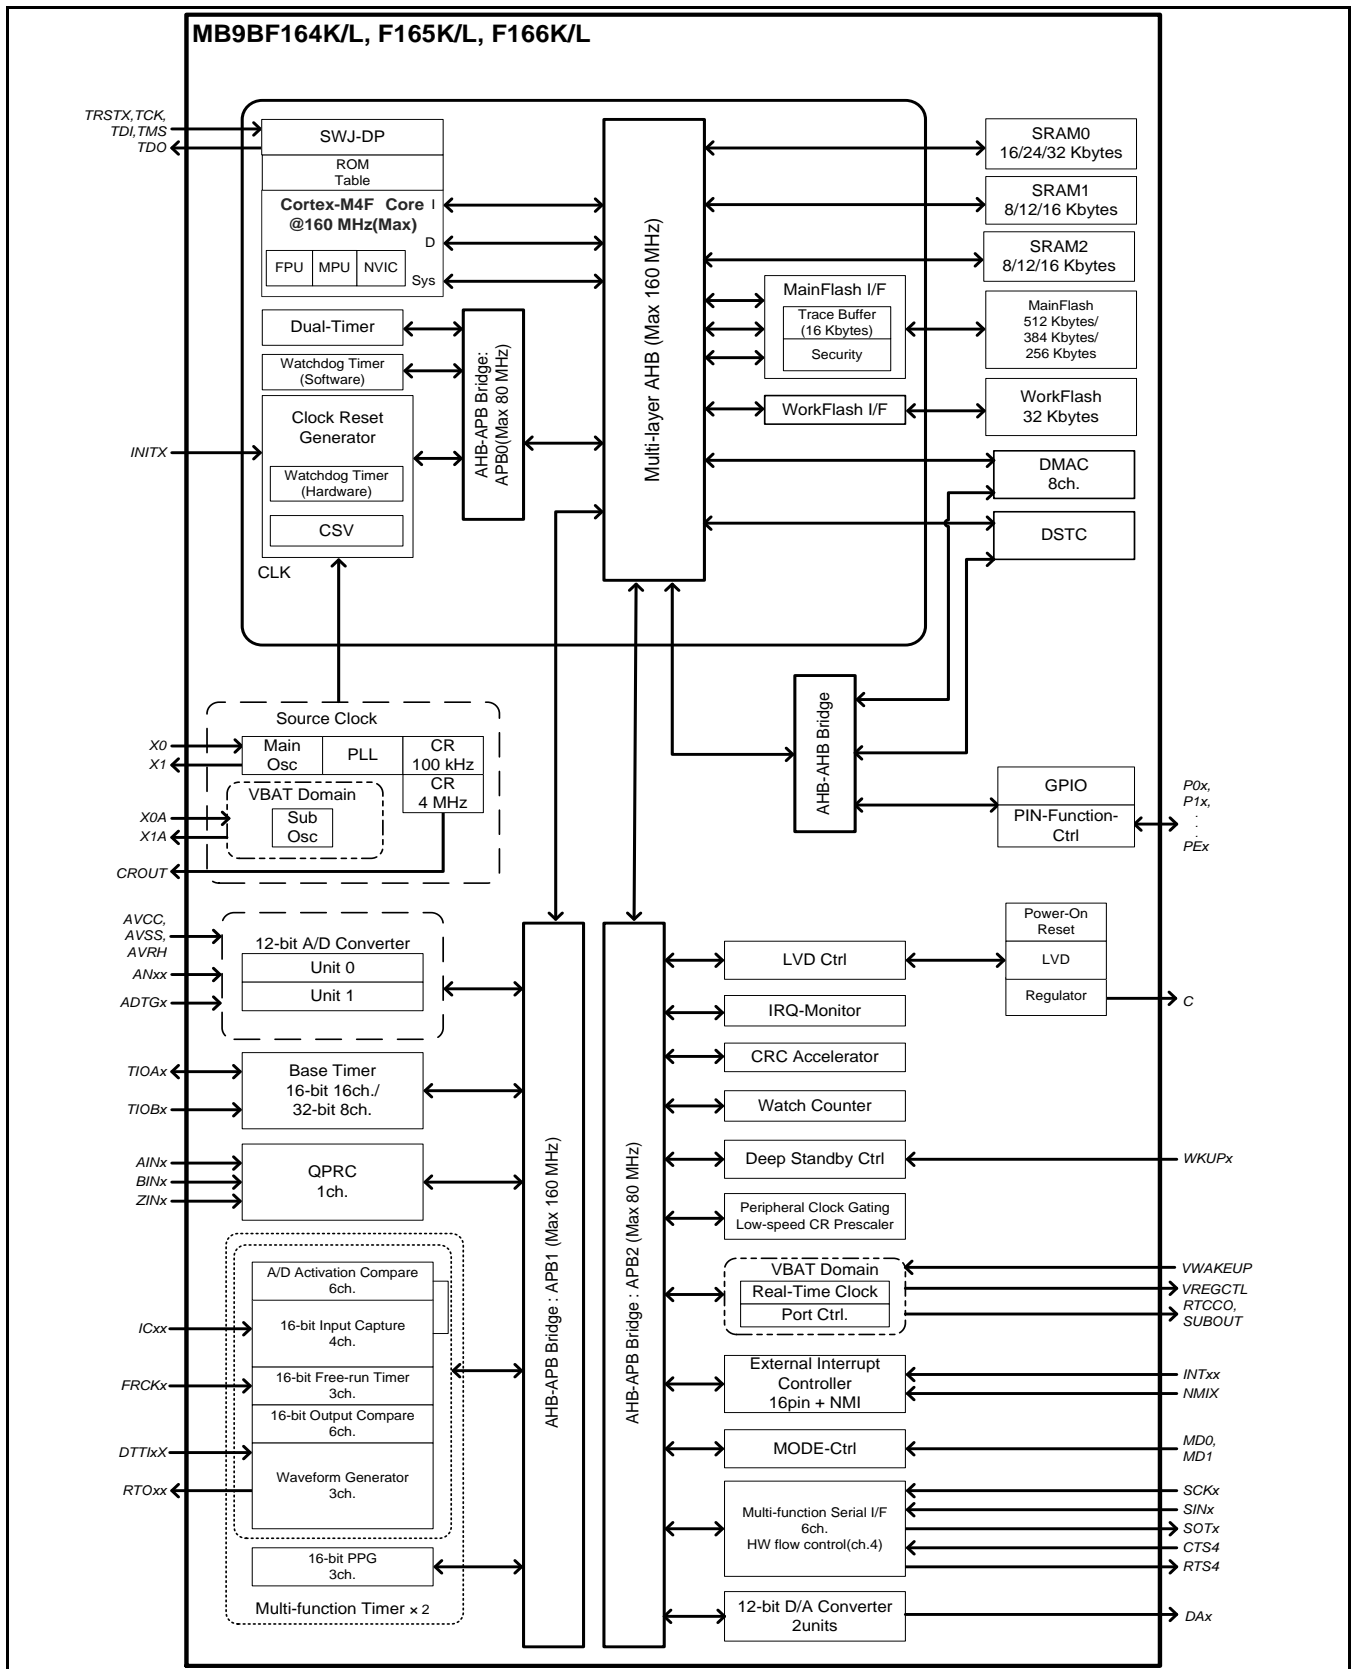 MB9BF164K/L, F165K/L, F166K/L
TRSTX,TCK,
TDI,TMS
TDO
SWJ-DP
ROM
Table
Cortex-M4F Core
@160 MHz(Max)
I
D
Sys
FPU
MPU
NVIC
Dual-Timer
Watchdog Timer
(Software)
Clock Reset
Generator
INITX
Watchdog Timer
(Hardware)
CSV
CLK
AHB-APB Bridge:
APB0(Max 80 MHz)
Multi-layer AHB (Max 160 MHz)
SRAM0
16/24/32 Kbytes
SRAM1
8/12/16 Kbytes
SRAM2
8/12/16 Kbytes
MainFlash I/F
Trace Buffer
(16 Kbytes)
Security
MainFlash
512 Kbytes/
384 Kbytes/
256 Kbytes
WorkFlash I/F
WorkFlash
32 Kbytes
DMAC
8ch.
DSTC
AHB-AHB Bridge
GPIO
PIN-Function-
Ctrl
P0x,
P1x,
.
.
.
PEx
Source Clock
X0
X1
Main
Osc
PLL
CR
100 kHz
CR
4 MHz
VBAT Domain
Sub
Osc
X0A
X1A
CROUT
AVCC,
AVSS,
AVRH
ANxx
ADTGx
12-bit A/D Converter
Unit 0
Unit 1
TIOAx
TIOBx
Base Timer
16-bit 16ch./
32-bit 8ch.
AINx
BINx
ZINx
QPRC
1ch.
A/D Activation Compare
6ch.
ICxx
16-bit Input Capture
4ch.
FRCKx
16-bit Free-run Timer
3ch.
16-bit Output Compare
6ch.
DTTIxX
RTOxx
Waveform Generator
3ch.
16-bit PPG
3ch.
Multi-function Timer × 2
AHB-APB Bridge : APB1 (Max 160 MHz)
AHB-APB Bridge : APB2 (Max 80 MHz)
LVD Ctrl
Power-On
Reset
LVD
Regulator
C
IRQ-Monitor
CRC Accelerator
Watch Counter
Deep Standby Ctrl
WKUPx
Peripheral Clock Gating
Low-speed CR Prescaler
VBAT Domain
Real-Time Clock
Port Ctrl.
VWAKEUP
VREGCTL
RTCCO,
SUBOUT
External Interrupt
Controller
16pin + NMI
INTxx
NMIX
MODE-Ctrl
MD0,
MD1
Multi-function Serial I/F
6ch.
HW flow control(ch.4)
SCKx
SINx
SOTx
CTS4
RTS4
12-bit D/A Converter
2units
DAx